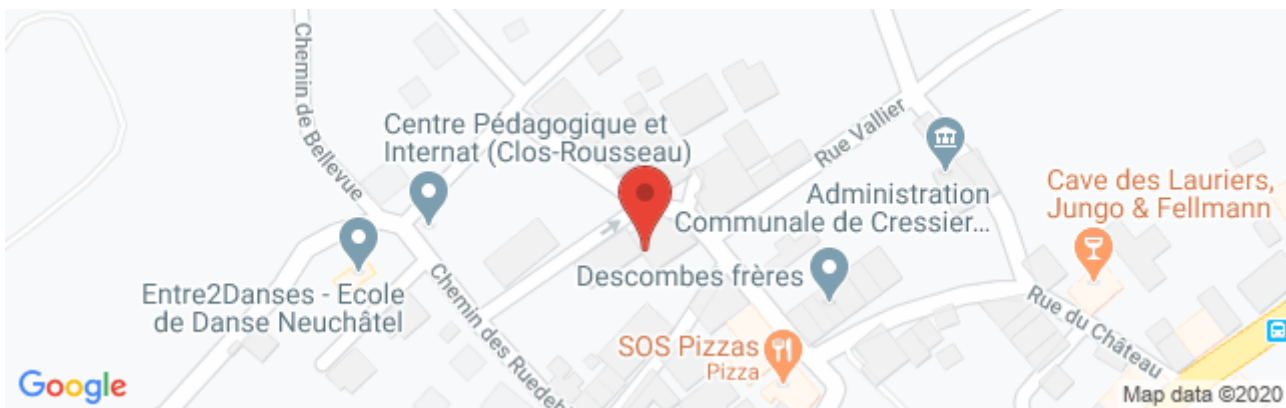 Chemin de Bellevue
Centre Pédagogique et
Internat (Clos-Rousseau)
Rue Vallier
Administration
Communale de Cressier...
Cave des Lauriers,
Jungo & Fellmann
Descombes frères
Entre2Danses - Ecole
de Danse Neuchâtel
Chemin des Ruedeb
SOS Pizzas
Pizza
Rue du Château
Google
Map data ©2020